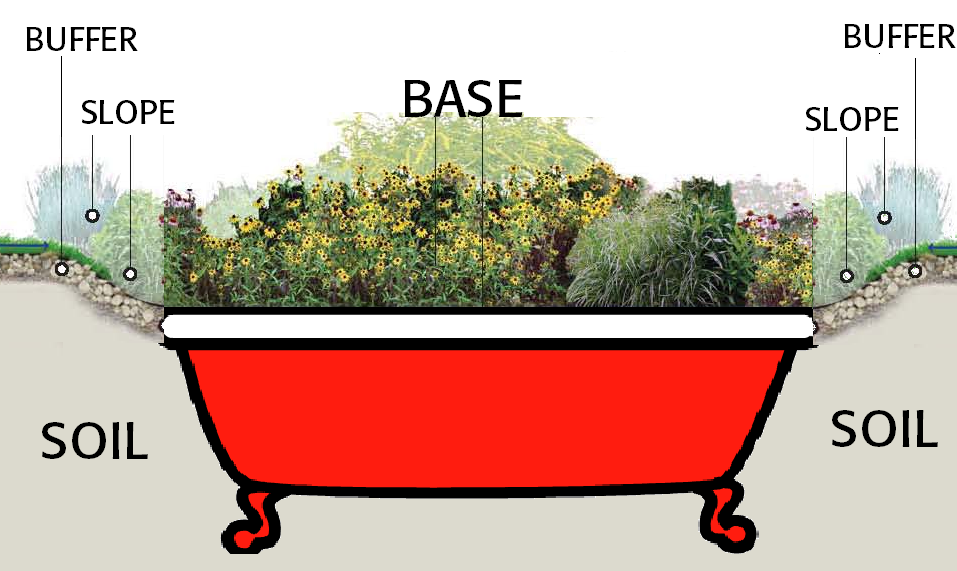 BUFFER
BUFFER
SLOPE
BASE
SLOPE
SOIL
SOIL